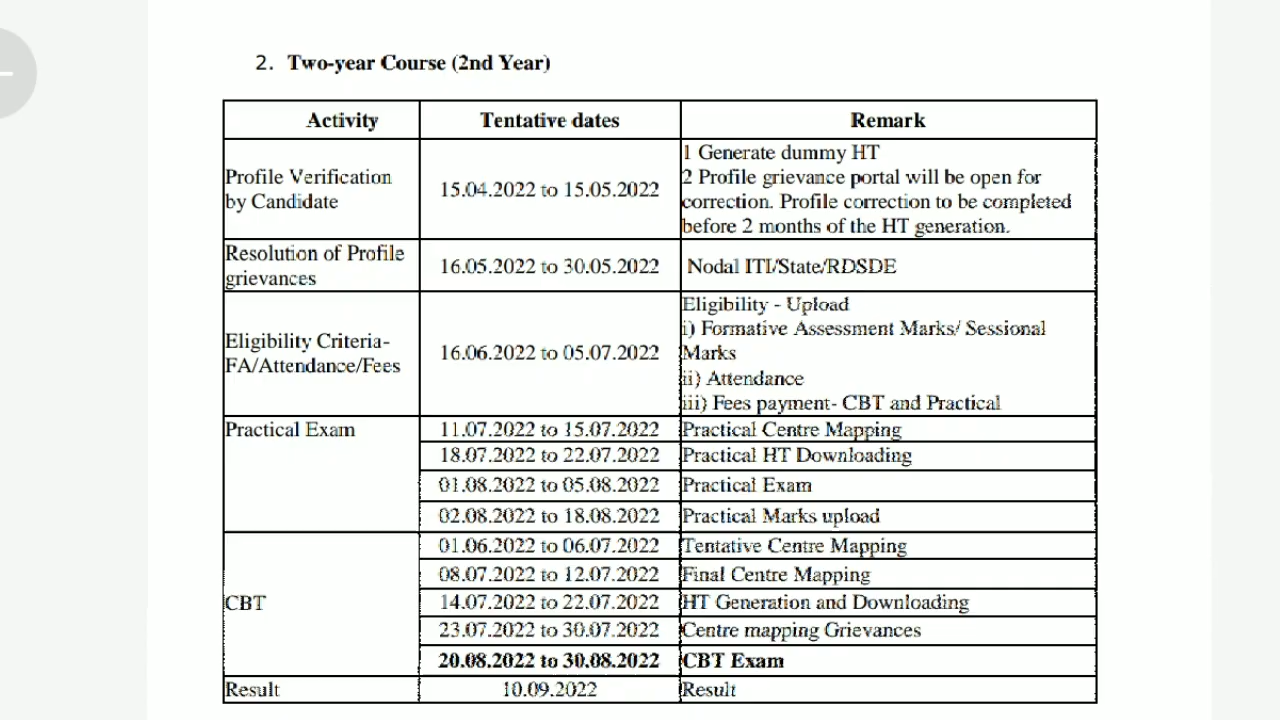 2. Two-year Course (2nd Year)
Activity Tentative dates Remark
Profile Verification by Candidate
15.04.2022 to 15.05.2022
1 Generate dummy HT
2 Profile grievance portal will be open for
correction. Profile correction to be completed
before 2 months of the HT generation.
Resolution of Profile
grievances
16.05.2022 to 30.05.2022
Nodal ITI/State/RDSDE
Eligibility Criteria-
FA/Attendance/Fees
16.06.2022 to 05.07.2022
Eligibility - Upload
i) Formative Assessment Marks/ Sessional
Marks
ii) Attendance
iii) Fees payment- CBT and Practical
Practical Exam
11.07.2022 to 15.07.2022 Practical Centre Mapping
18.07.2022 to 22.07.2022 Practical HT Downloading
01.08.2022 to 05.08.2022 Practical Exam
02.08.2022 to 18.08.2022 Practical Marks upload
CBT
01.06.2022 to 06.07.2022 Tentative Centre Mapping
08.07.2022 to 12.07.2022 Final Centre Mapping
14.07.2022 to 22.07.2022 HT Generation and Downloading
23.07.2022 to 30.07.2022 Centre mapping Grievances
20.08.2022 to 30.08.2022 CBT Exam
Result 10.09.2022 Result